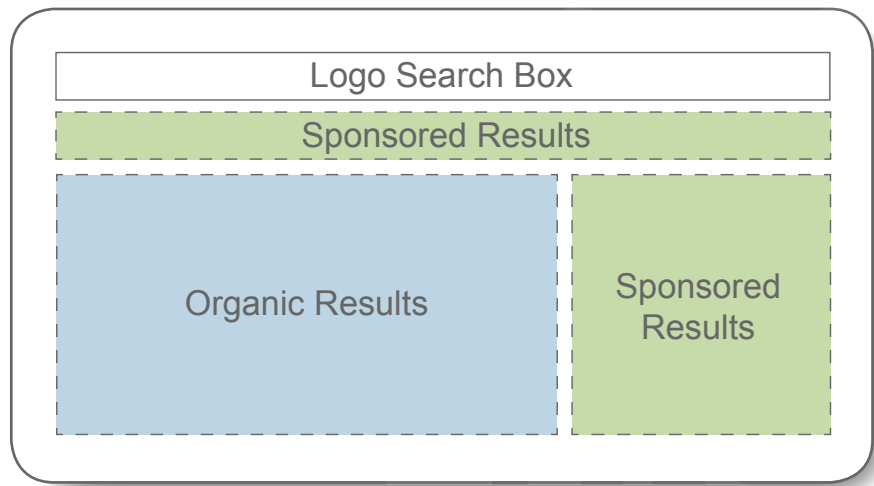 Logo Search Box
Sponsored Results
Organic Results
Sponsored
Results